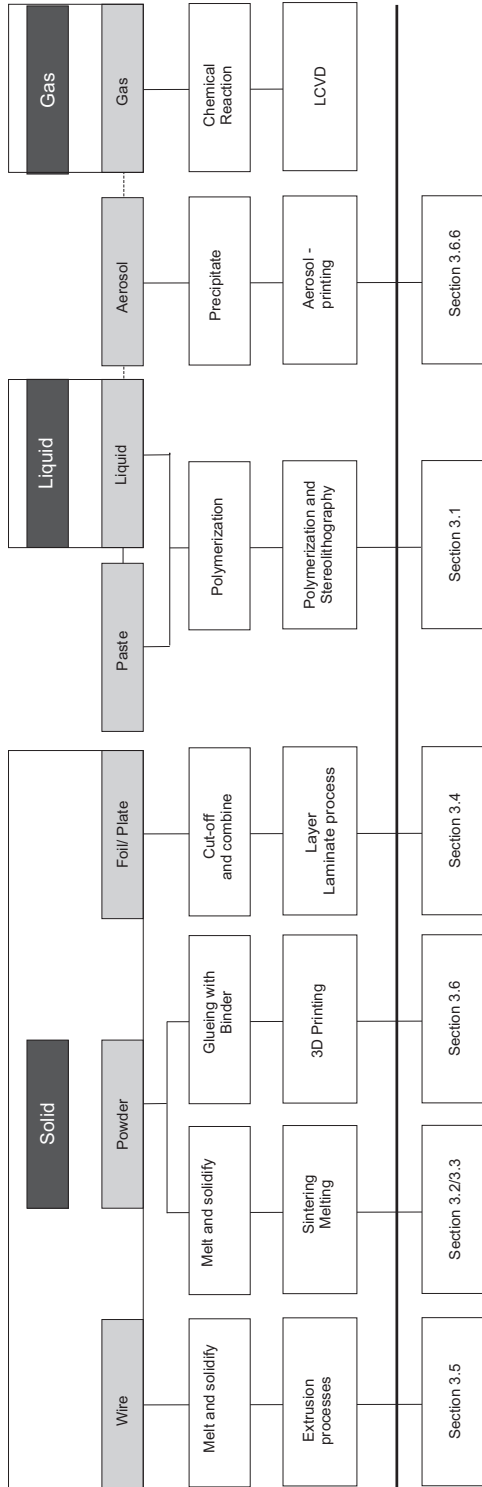 Solid
Liquid
Gas
Wire
Powder
Foil/ Plate
Paste
Liquid
Aerosol
Gas
Melt and solidify
Melt and solidify
Glueing with
Binder
Cut-off
and combine
Polymerization
Precipitate
Chemical
Reaction
Extrusion
processes
Sintering
Melting
3D Printing
Layer
Laminate process
Polymerization and
Stereolithography
Aerosol -
printing
LCVD
Section 3.5
Section 3.2/3.3
Section 3.6
Section 3.4
Section 3.1
Section 3.6.6